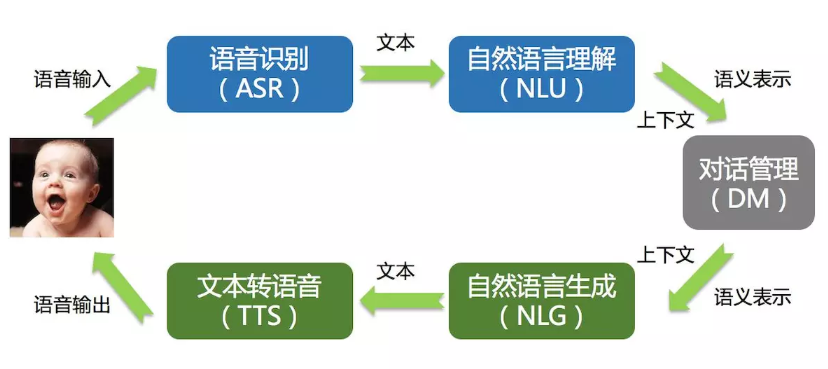 语音输入
语音识别
（ASR）
文本
自然语言理解
（NLU）
语义表示
上下文
对话管理
（DM）
上下文
语义表示
自然语言生成
（NLG）
文本
文本转语音
（TTS）
语音输出